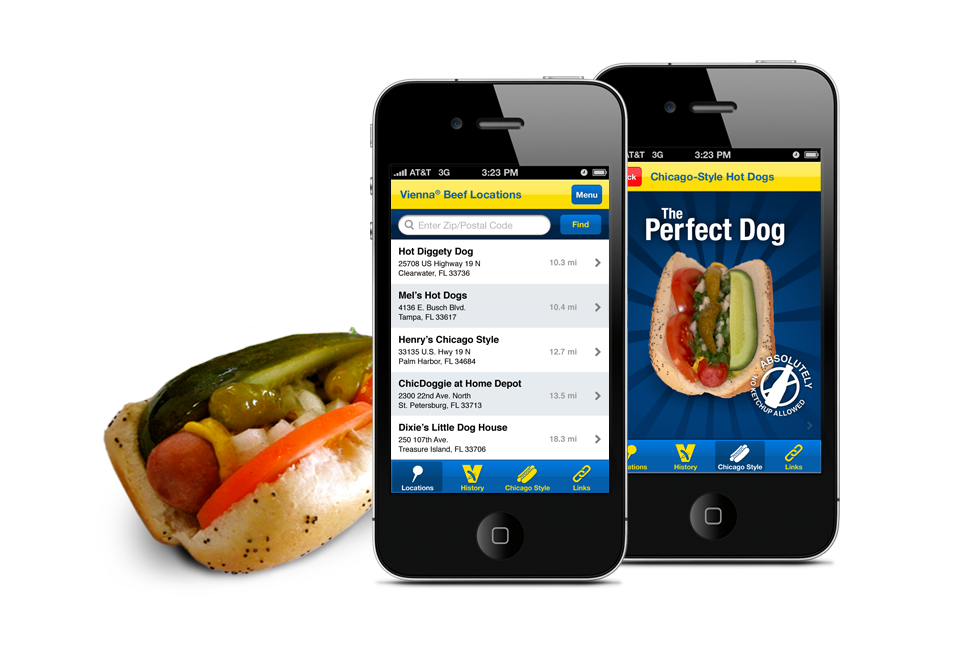 AT&T 3G 3:23 PM
Vienna® Beef Locations
Menu
Enter Zip/Postal Code
Find
Hot Diggety Dog
25708 US Highway 19 N
Clearwater, FL 33736
10.3 mi
Mel's Hot Dogs
4136 E. Busch Blvd.
Tampa, FL 33617
10.4 mi
Henry's Chicago Style
33135 U.S. Hwy 19 N
Palm Harbor, FL 34684
12.7 mi
ChicDoggie at Home Depot
2300 22nd Ave. North
St. Petersburg, FL 33713
13.5 mi
Dixie's Little Dog House
250 107th Ave.
Treasure Island, FL 33706
18.3 mi
Locations
History
Chicago Style
Links
AT&T 3G 3:23 PM
ck
Chicago-Style Hot Dogs
The
Perfect Dog
ABSOLUTELY
NO KETCHUP ALLOWED
ations
History
Chicago Style
Links